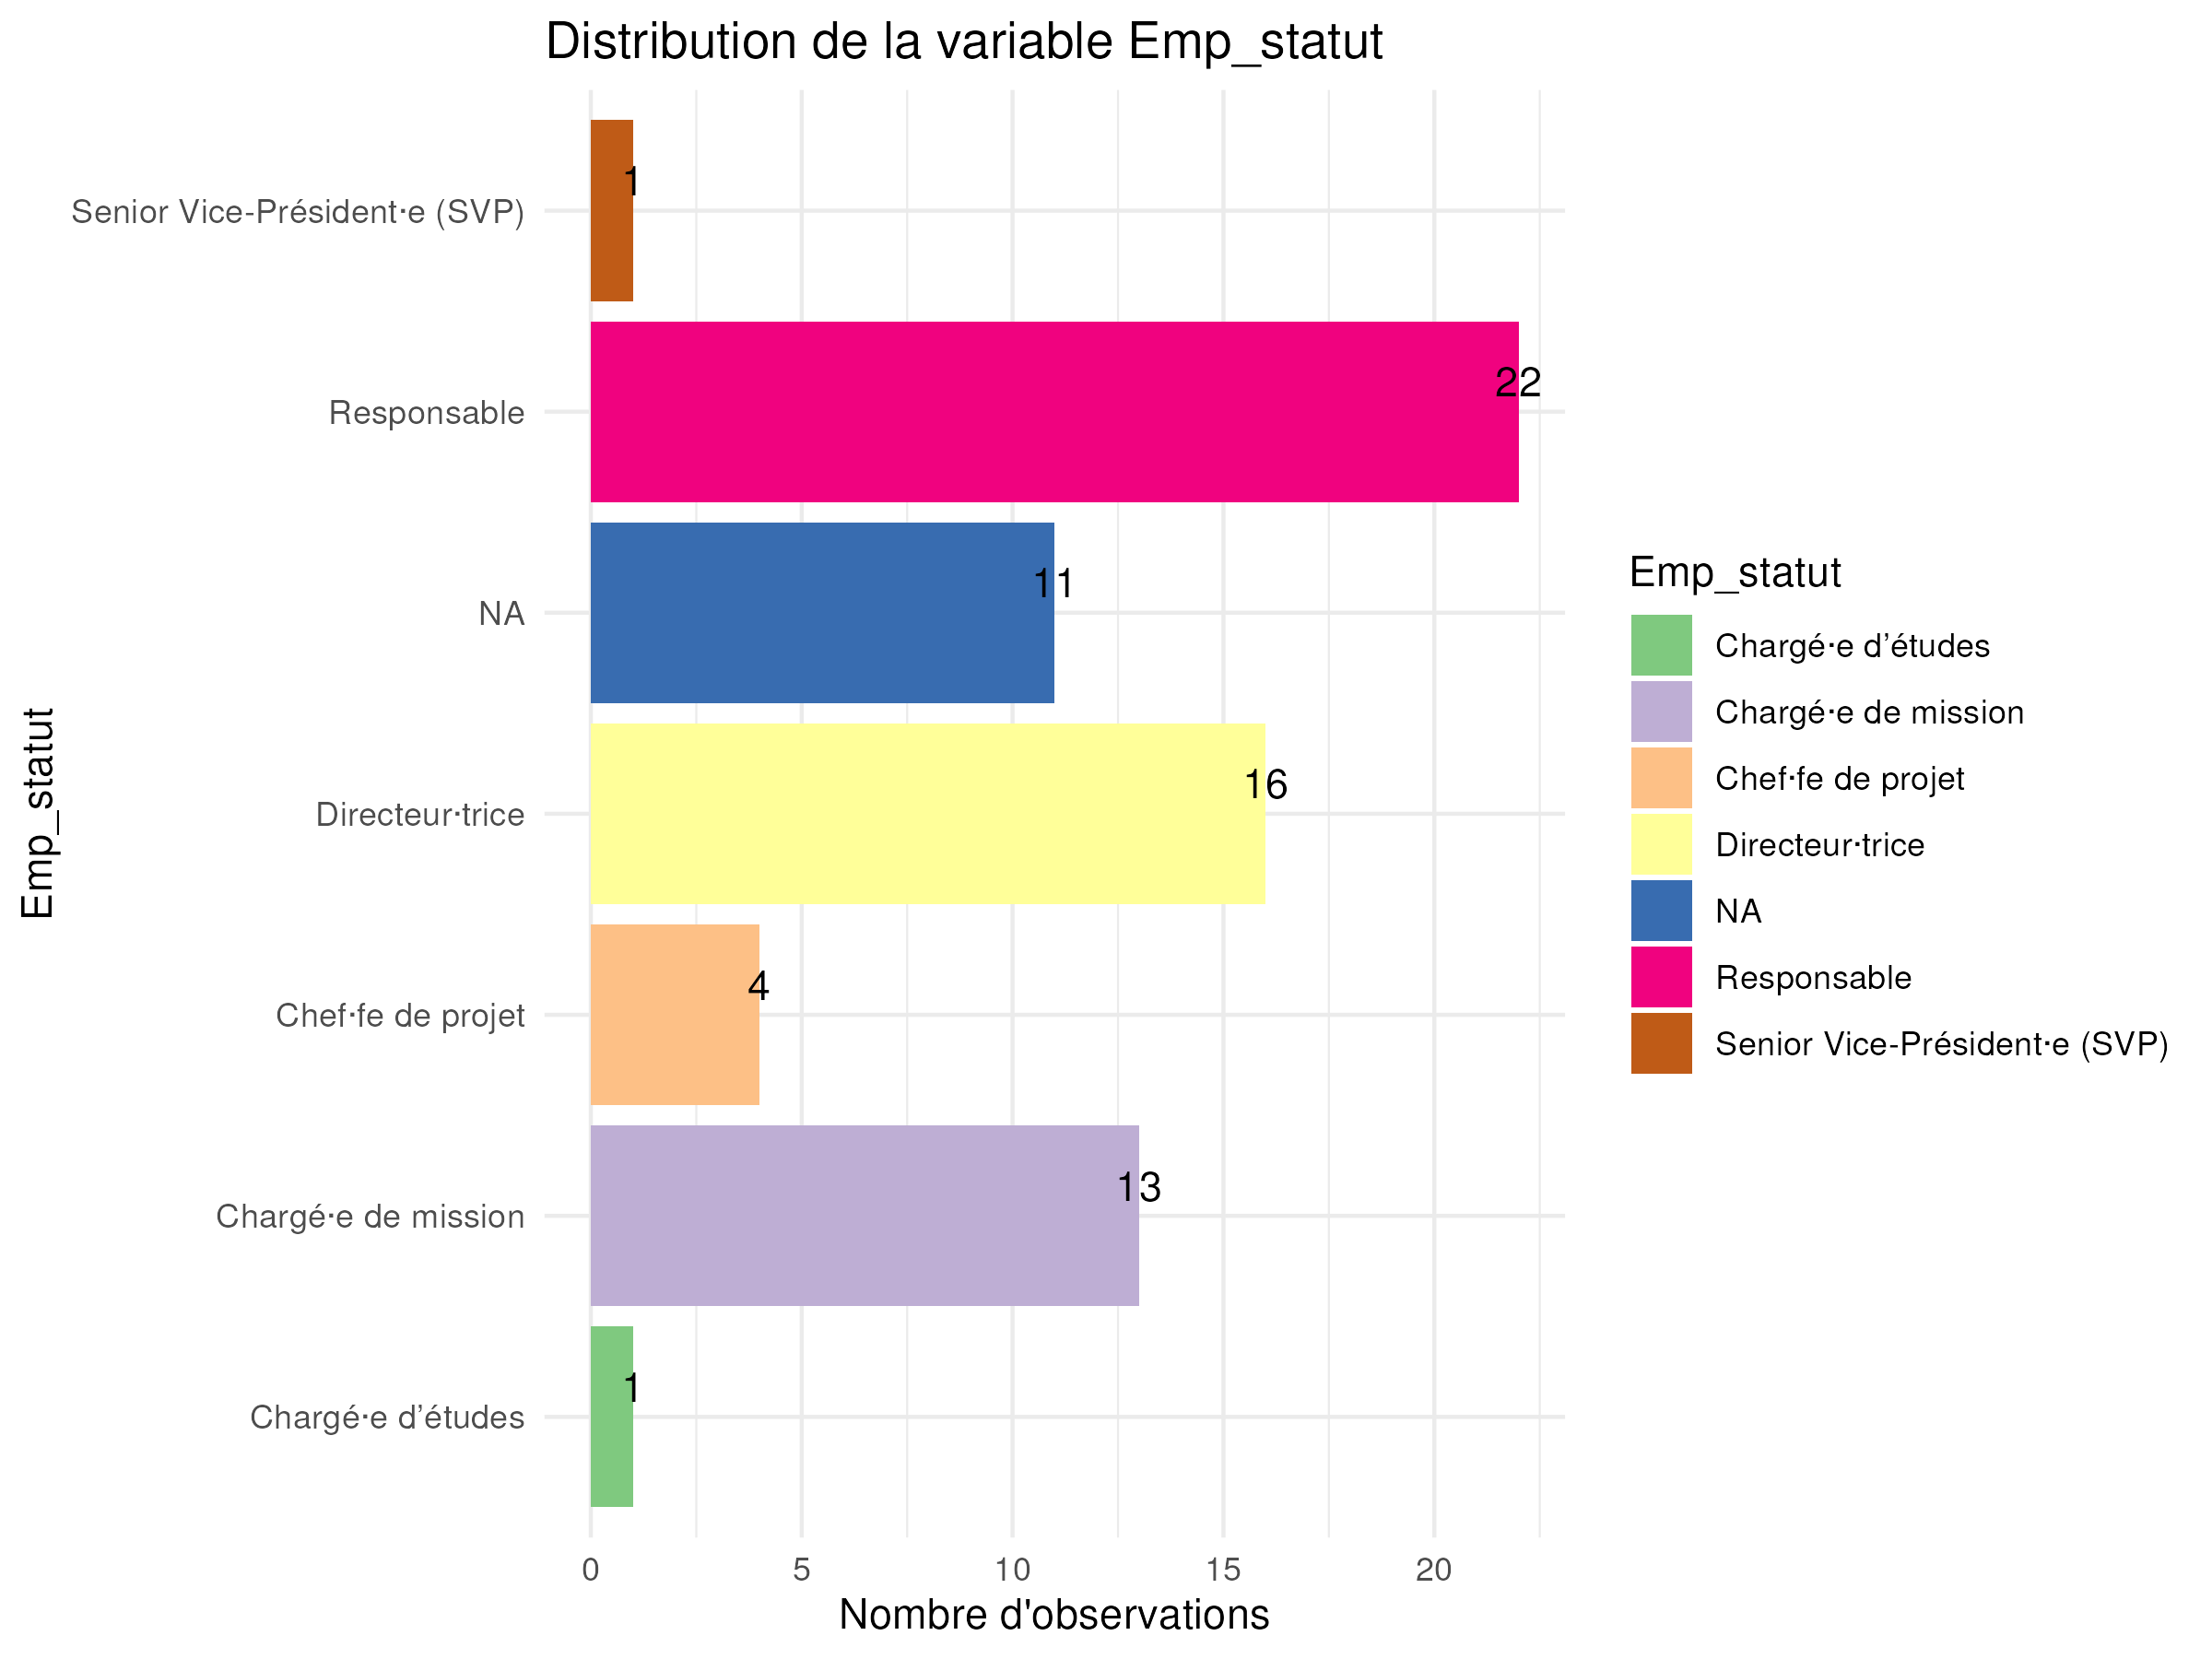 Distribution de la variable Emp_statut
Senior Vice-Président·e (SVP)
1
Responsable
22
NA
11
Directeur·trice
16
Chef·fe de projet
4
Chargé·e de mission
13
Chargé·e d’études
1
0 5 10 15 20
Nombre d'observations
Emp_statut
Emp_statut
Chargé·e d’études
Chargé·e de mission
Chef·fe de projet
Directeur·trice
NA
Responsable
Senior Vice-Président·e (SVP)